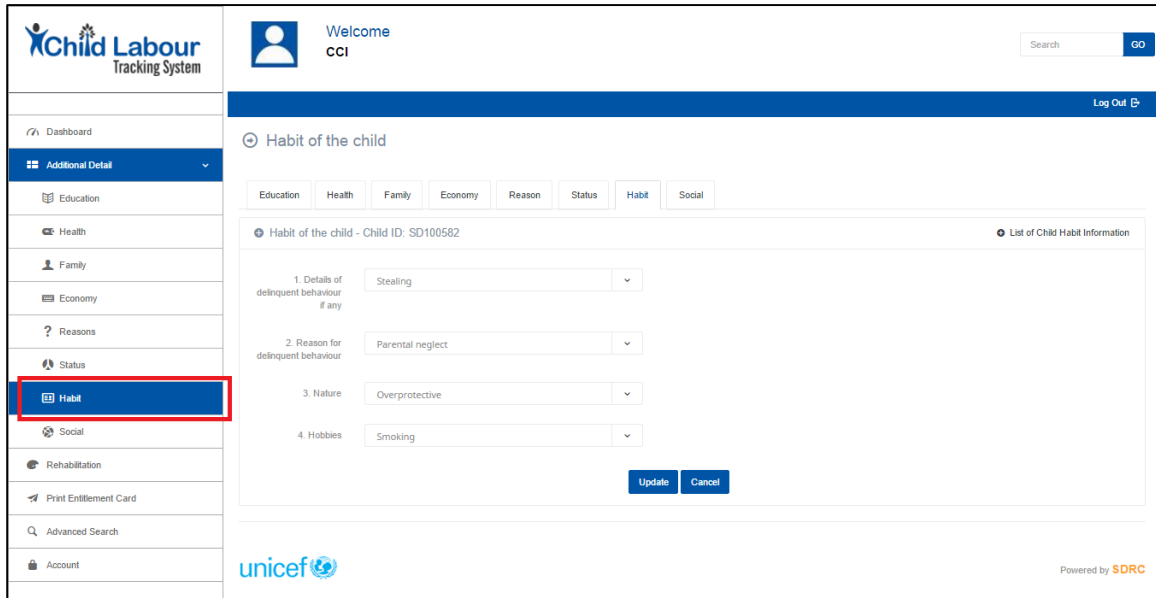 Child Labour
Tracking System
Welcome
CCI
Search
GO
Log Out
Dashboard
Additional Detail
Education
Health
Family
Economy
Reasons
Status
Habit
Social
Rehabilitation
Print Entitlement Card
Advanced Search
Account
Habit of the child
Education Health Family Economy Reason Status Habit Social
Habit of the child - Child ID: SD100582
List of Child Habit Information
1. Details of
delinquent behaviour
if any
Stealing
2. Reason for
delinquent behaviour
Parental neglect
3. Nature
Overprotective
4. Hobbies
Smoking
Update Cancel
unicef
Powered by SDRC